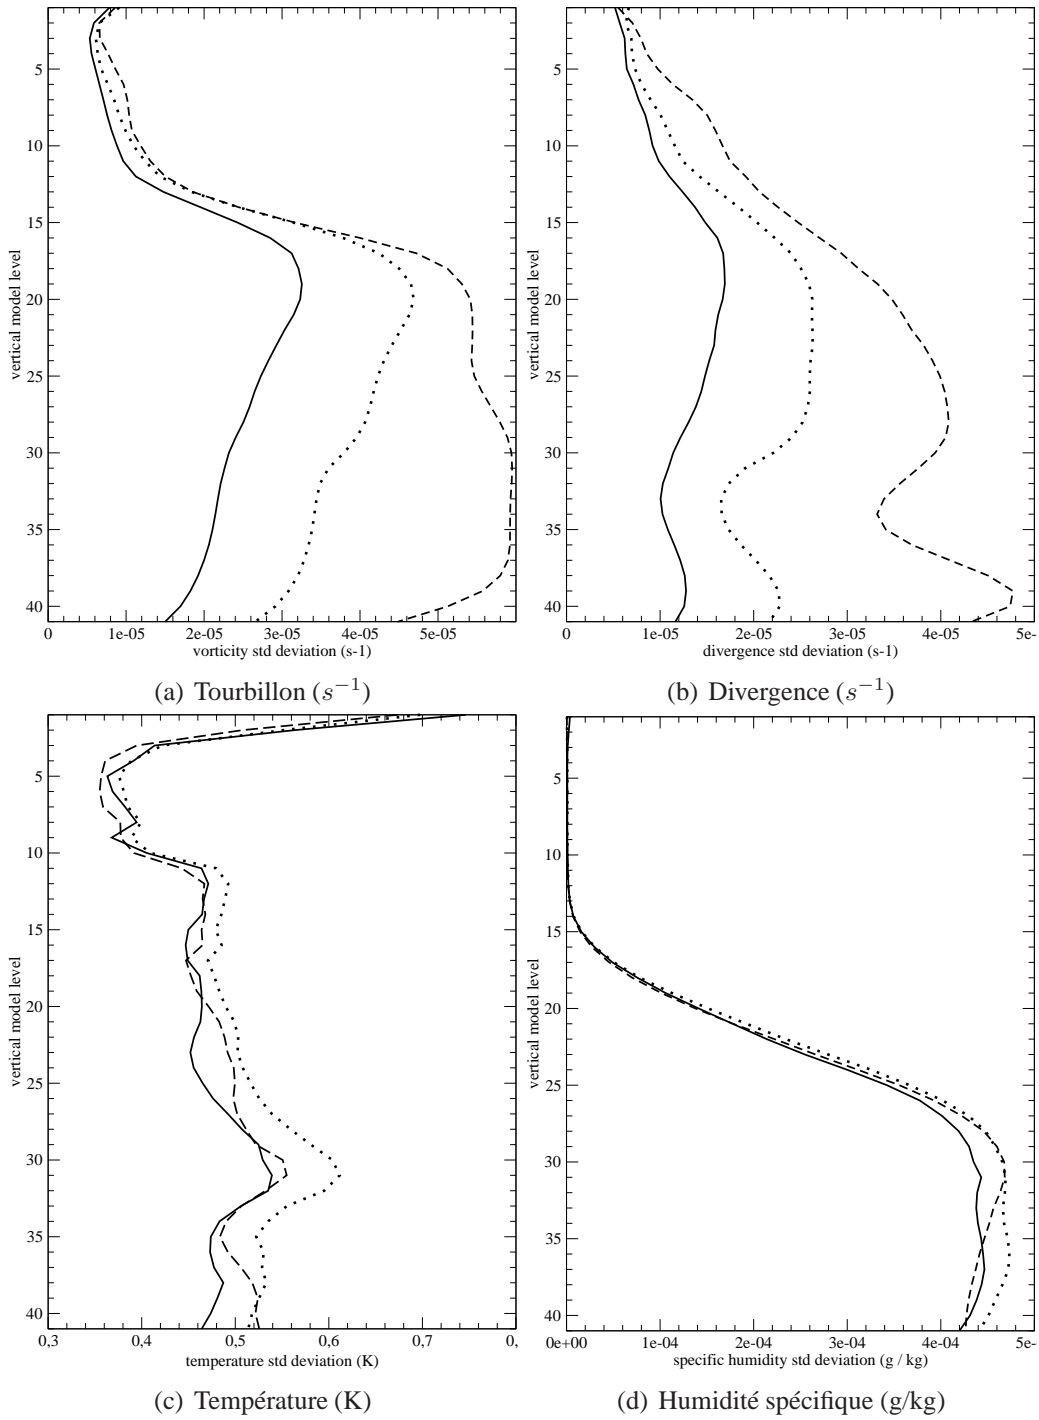 5
10
15
20
25
30
35
40
vertical model level
0
1e-05
2e-05
3e-05
4e-05
5e-05
vorticity std deviation (s-1)
(a) Tourbillon (s⁻¹)
5
10
15
20
25
30
35
40
vertical model level
0
1e-05
2e-05
3e-05
4e-05
5e-
divergence std deviation (s-1)
(b) Divergence (s⁻¹)
5
10
15
20
25
30
35
40
vertical model level
0,3
0,4
0,5
0,6
0,7
0,
temperature std deviation (K)
(c) Température (K)
5
10
15
20
25
30
35
40
vertical model level
0e+00
1e-04
2e-04
3e-04
4e-04
5e-
specific humidity std deviation (g / kg)
(d) Humidité spécifique (g/kg)